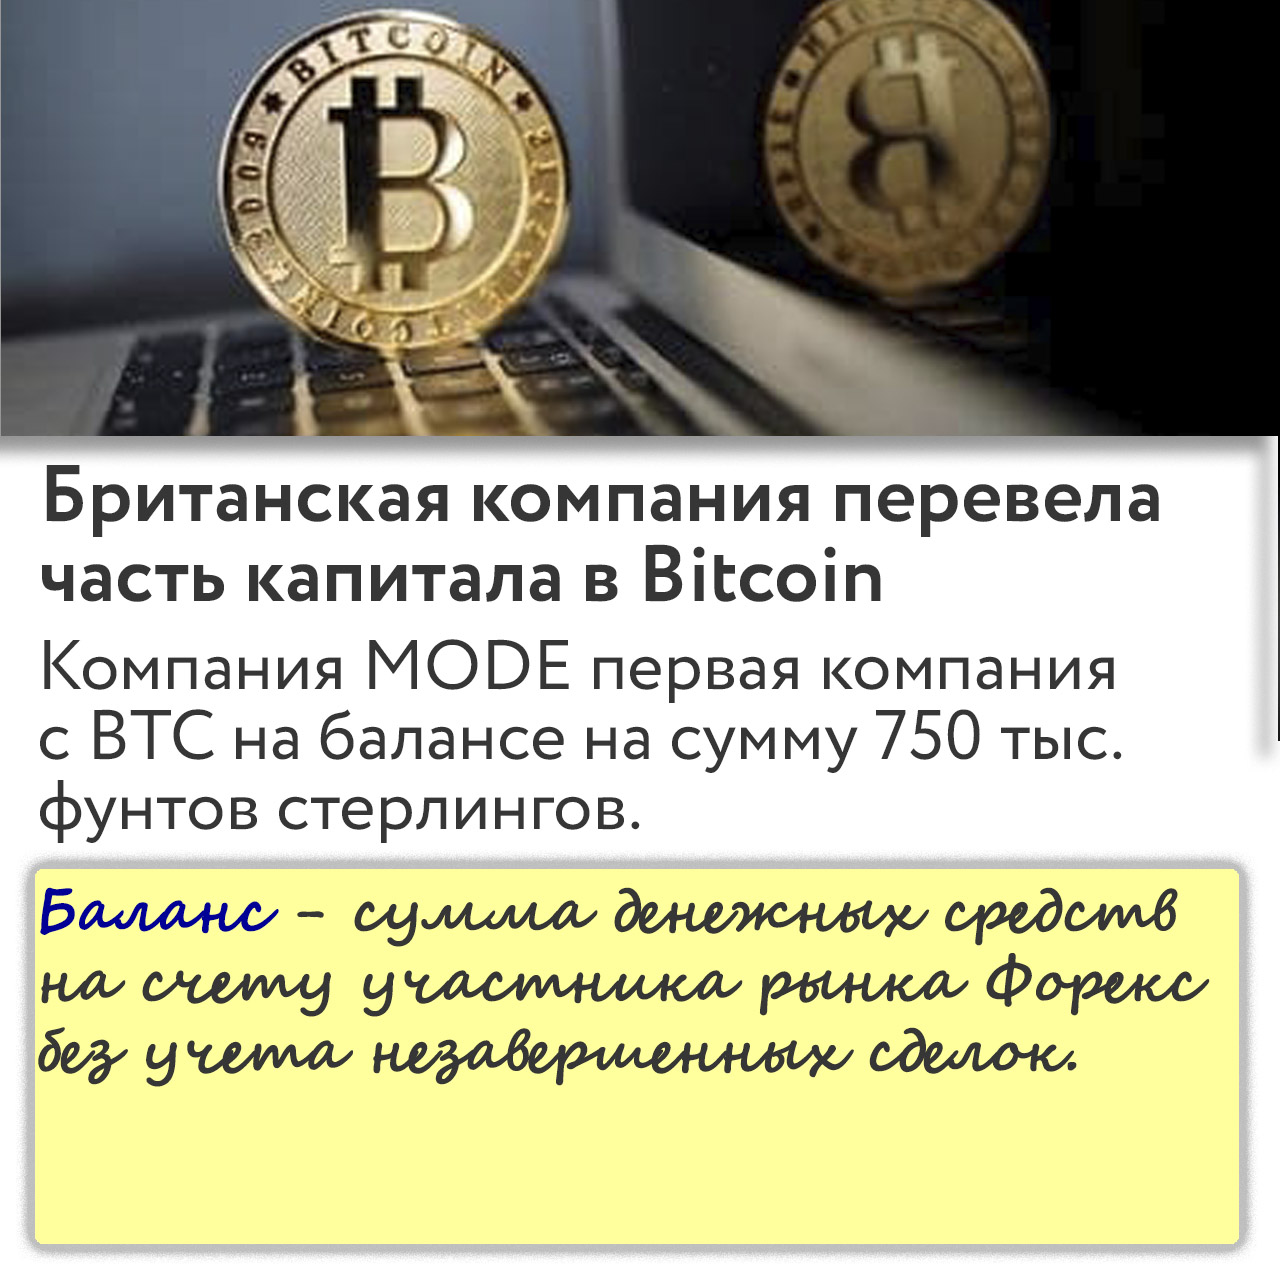 BITCOIN
2009
Британская компания перевела
часть капитала в Bitcoin
Компания MODE первая компания
с BTC на балансе на сумму 750 тыс.
фунтов стерлингов.
Баланс – сумма денежных средств
на счету участника рынка Форекс
без учета незавершенных сделок.